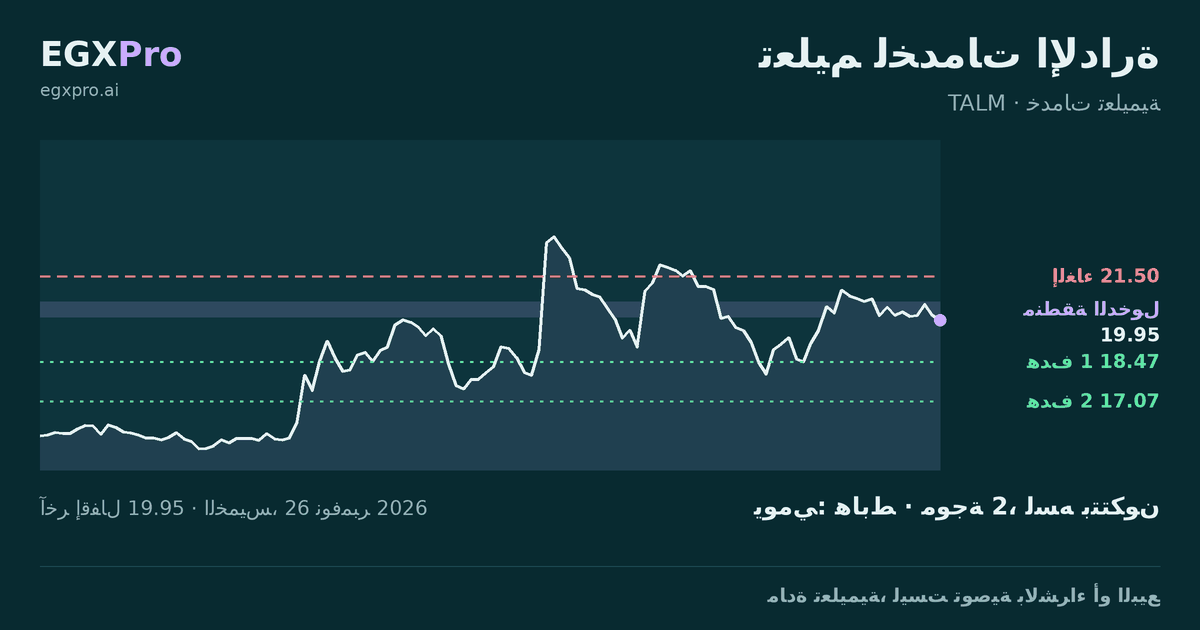 EGXPro
egxpro.ai
تعليم لخدمات الإدارة
TALM · خدمات تعليمية
إلغاء 21.50
منطقة الدخول
19.95
هدف 1 18.47
هدف 2 17.07
يومي: هابط · موجة 2، لسه بتتكون
آخر إقفال 19.95 · الخميس، 26 نوفمبر 2026
مادة تعليمية، ليست توصية بالشراء أو البيع